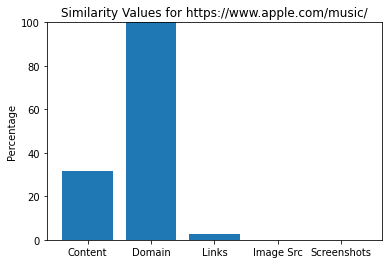 Similarity Values for https://www.apple.com/music/
100
80
60
40
20
0
Percentage
Content Domain Links Image Src Screenshots